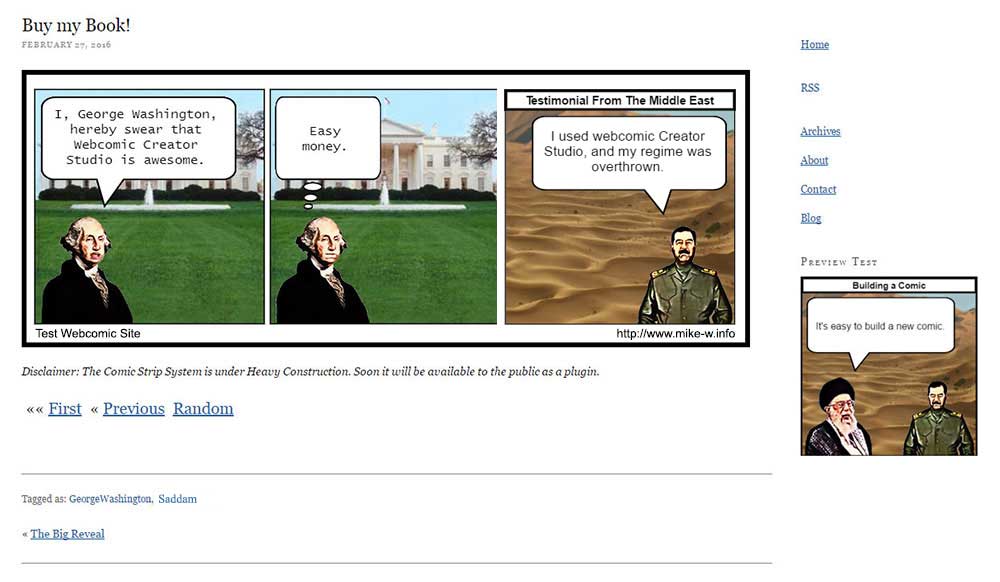 Buy my Book!
FEBRUARY 27, 2016
I, George Washington,
hereby swear that
Webcomic Creator
Studio is awesome.
Easy
money.
Testimonial From The Middle East
I used webcomic Creator
Studio, and my regime was
overthrown.
Test Webcomic Site
http://www.mike-w.info
Disclaimer: The Comic Strip System is under Heavy Construction. Soon it will be available to the public as a plugin.
«« First « Previous Random
Tagged as: GeorgeWashington, Saddam
« The Big Reveal
Home
RSS
Archives
About
Contact
Blog
Preview Test
Building a Comic
It's easy to build a new comic.